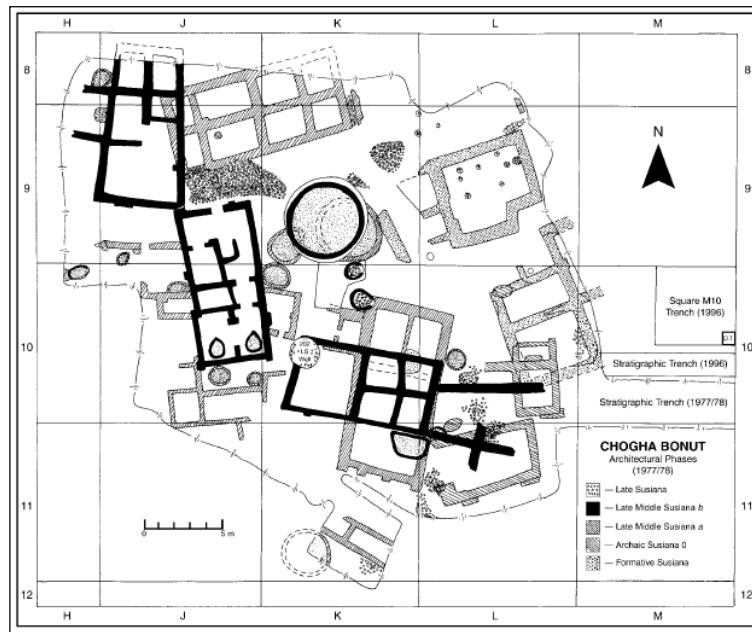 H J K L M
8 8
9 9
N
10 10
Square M10
Trench (1996)
D.T.
Stratigraphic Trench (1996)
Stratigraphic Trench (1977/78)
202
Well
CHOGHA BONUT
Architectural Phases
(1977/78)
— Late Susiana
— Late Middle Susiana b
— Late Middle Susiana a
— Archaic Susiana 0
— Formative Susiana
11 11
0 5 m
12 12
H J K L M